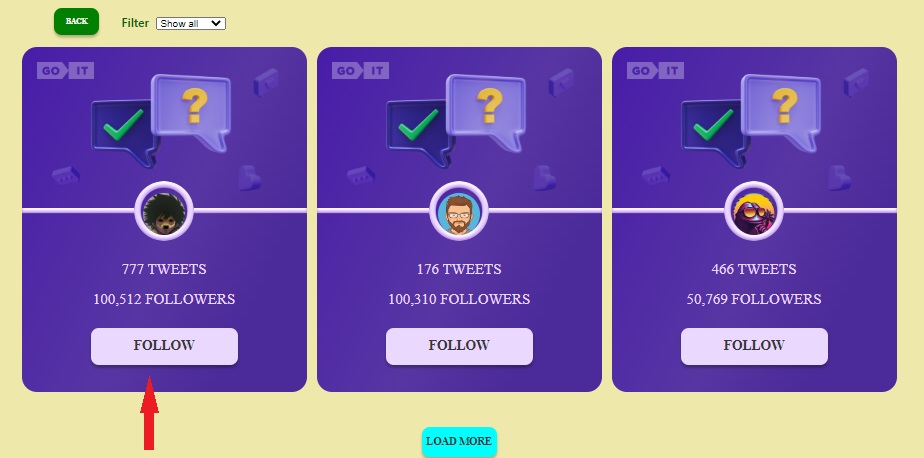 BACK
Filter Show all
GO IT
GO IT
GO IT
777 TWEETS
100,512 FOLLOWERS
FOLLOW
176 TWEETS
100,310 FOLLOWERS
FOLLOW
466 TWEETS
50,769 FOLLOWERS
FOLLOW
LOAD MORE